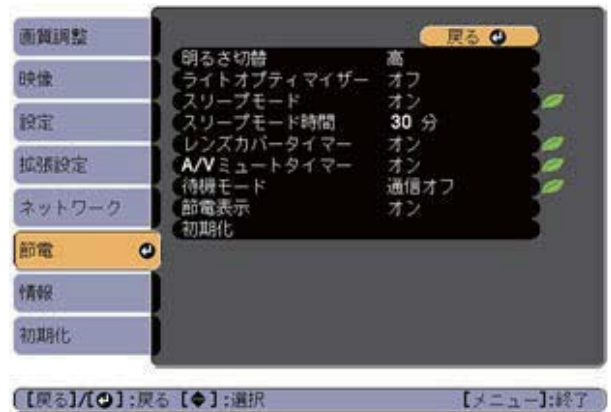 画質調整
映像
設定
拡張設定
ネットワーク
節電
情報
初期化
戻る
明るさ切替 高
ライトオプティマイザー オフ
スリープモード オン
スリープモード時間 30 分
レンズカバータイマー オン
A/Vミュートタイマー オン
待機モード 通信オフ
節電表示 オン
初期化
【戻る】/【】:戻る 【】:選択 【メニュー】:終了